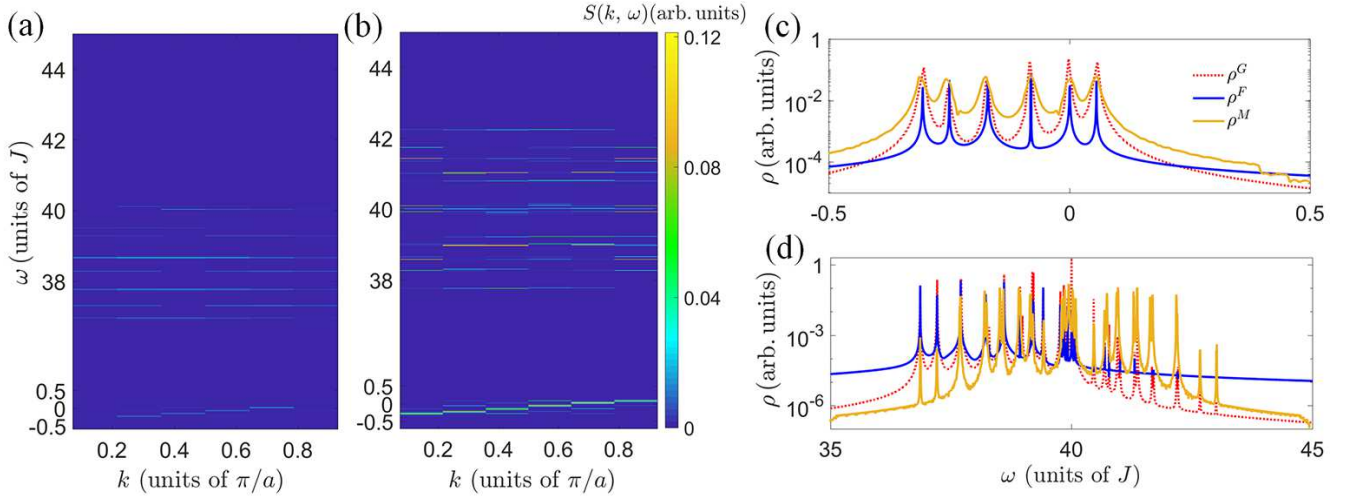 (a)
44
42
40
38
0.5
0
-0.5
ω (units of J)
0.2 0.4 0.6 0.8
k (units of π/a)
(b)
S(k, ω)(arb. units)
44
42
40
38
0.5
0
-0.5
0.2 0.4 0.6 0.8
k (units of π/a)
0.12
0.08
0.04
0
(c)
ρ (arb. units)
1
10^-2
10^-4
-0.5 0 0.5
ρ^G
ρ^F
ρ^M
(d)
ρ (arb. units)
1
10^-3
10^-6
35 40 45
ω (units of J)